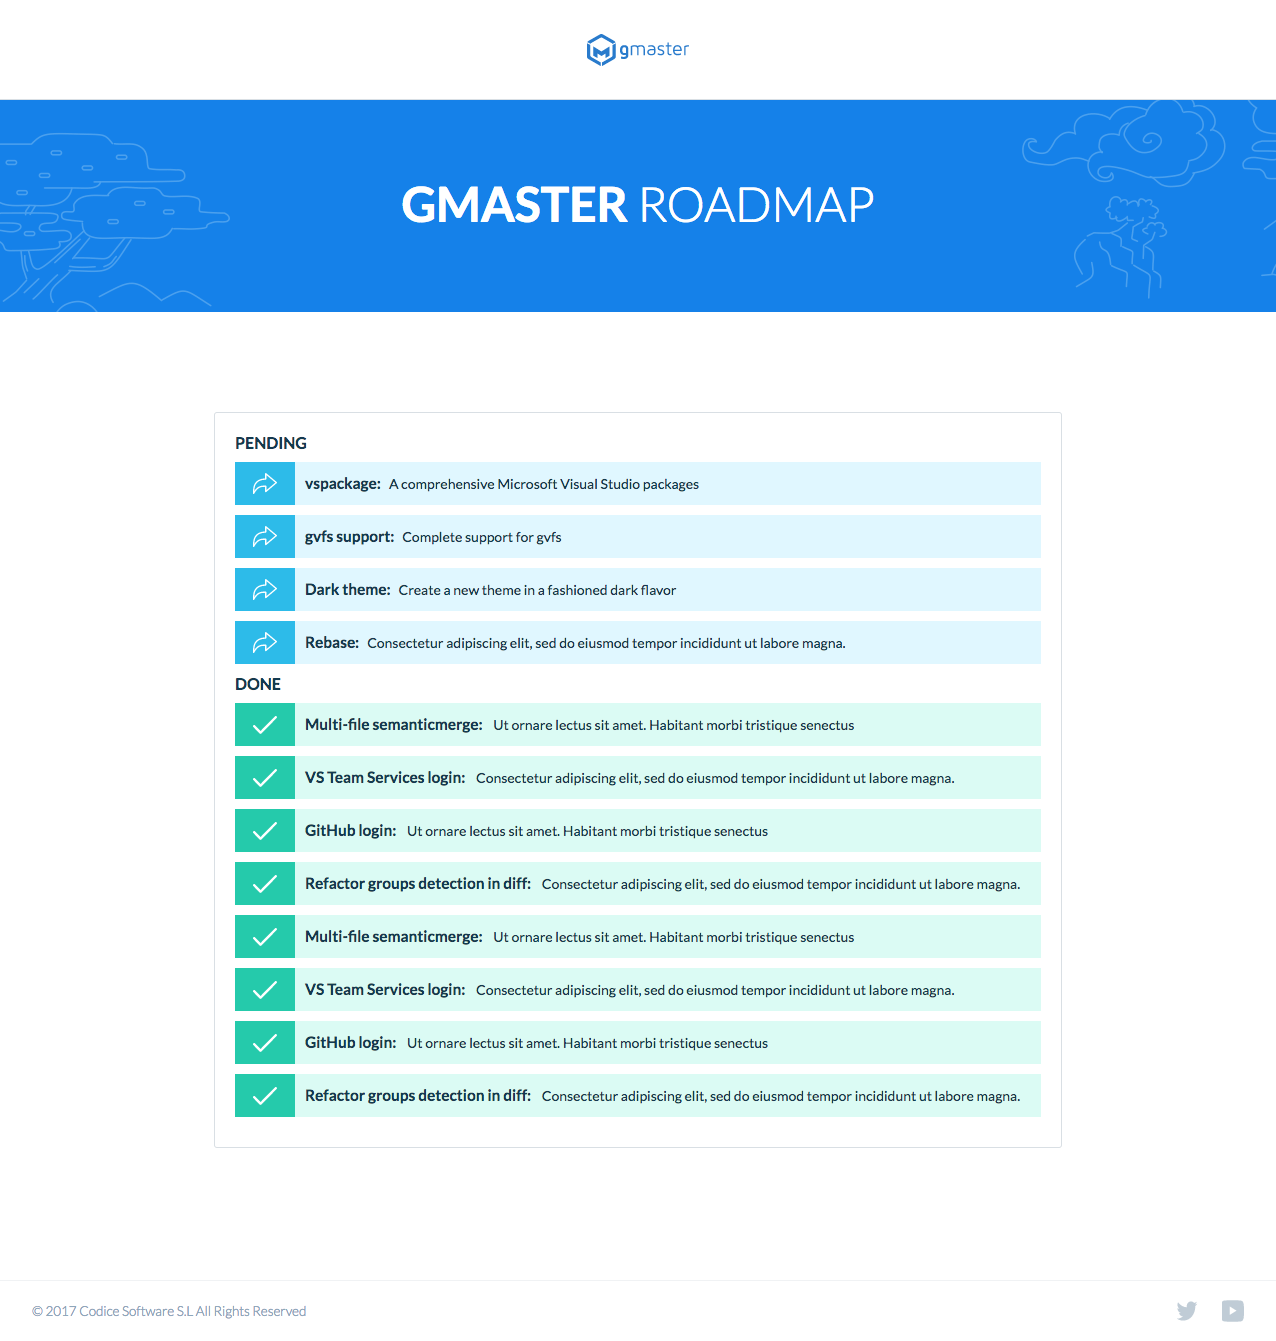 gmaster
GMASTER ROADMAP
PENDING
vspackage: A comprehensive Microsoft Visual Studio packages
gvfs support: Complete support for gvfs
Dark theme: Create a new theme in a fashioned dark flavor
Rebase: Consectetur adipiscing elit, sed do eiusmod tempor incididunt ut labore magna.
DONE
Multi-file semanticmerge: Ut ornare lectus sit amet. Habitant morbi tristique senectus
VS Team Services login: Consectetur adipiscing elit, sed do eiusmod tempor incididunt ut labore magna.
GitHub login: Ut ornare lectus sit amet. Habitant morbi tristique senectus
Refactor groups detection in diff: Consectetur adipiscing elit, sed do eiusmod tempor incididunt ut labore magna.
Multi-file semanticmerge: Ut ornare lectus sit amet. Habitant morbi tristique senectus
VS Team Services login: Consectetur adipiscing elit, sed do eiusmod tempor incididunt ut labore magna.
GitHub login: Ut ornare lectus sit amet. Habitant morbi tristique senectus
Refactor groups detection in diff: Consectetur adipiscing elit, sed do eiusmod tempor incididunt ut labore magna.
© 2017 Codice Software S.L All Rights Reserved